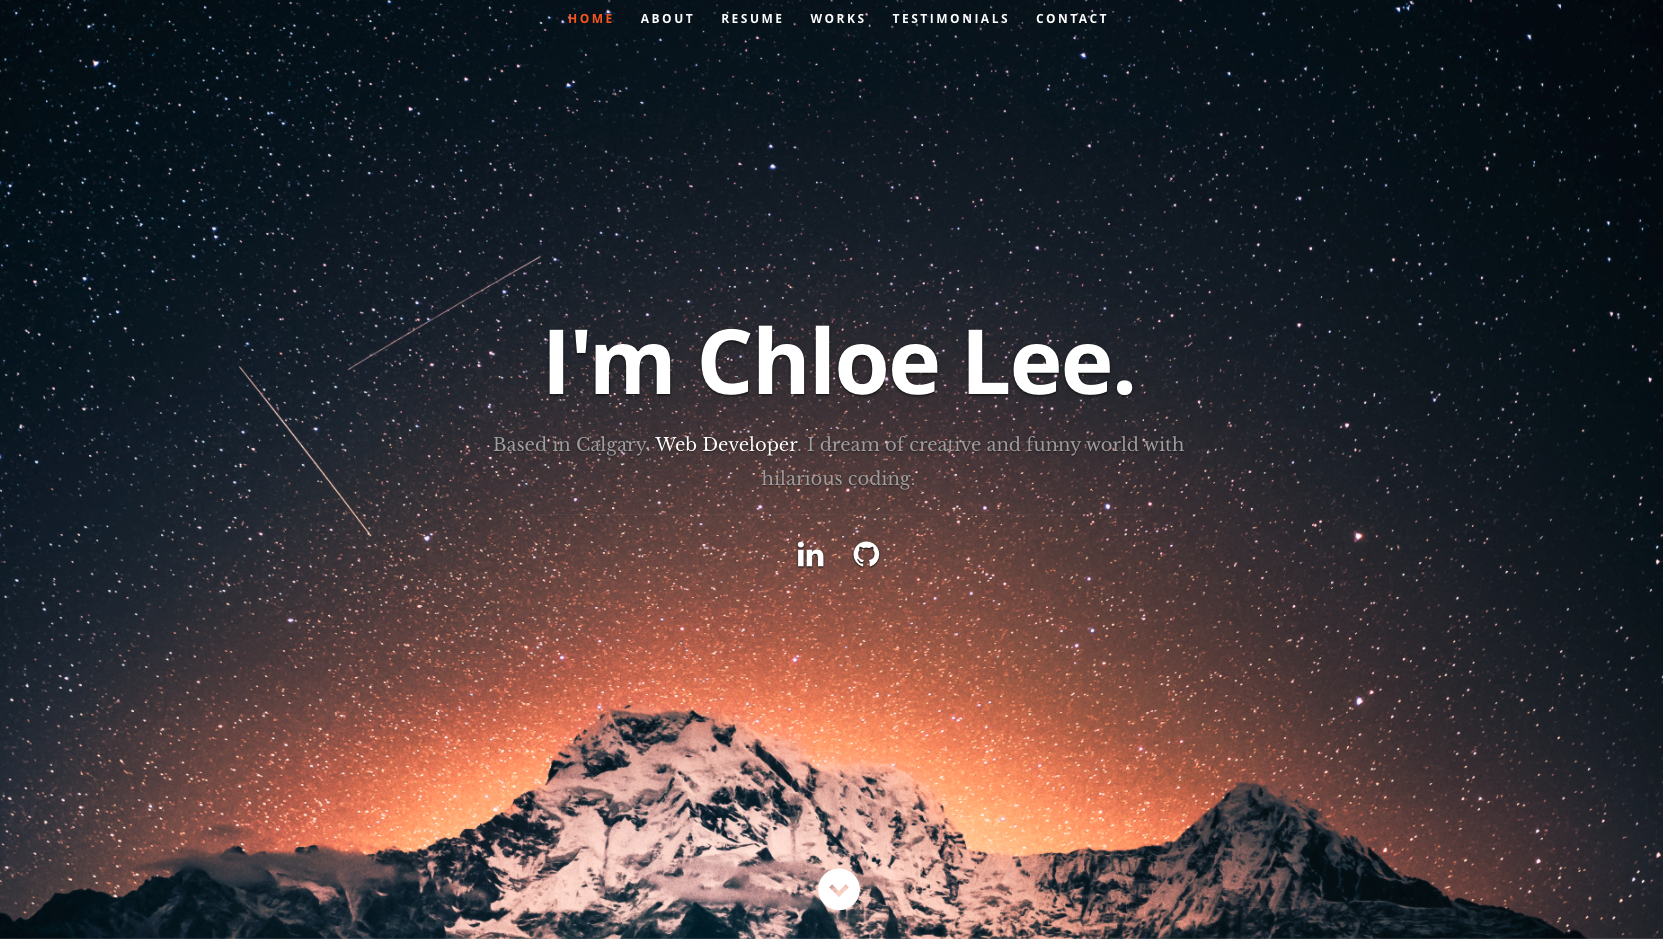 HOME ABOUT RESUME WORKS TESTIMONIALS CONTACT
I'm Chloe Lee.
Based in Calgary. Web Developer. I dream of creative and funny world with
hilarious coding.
in